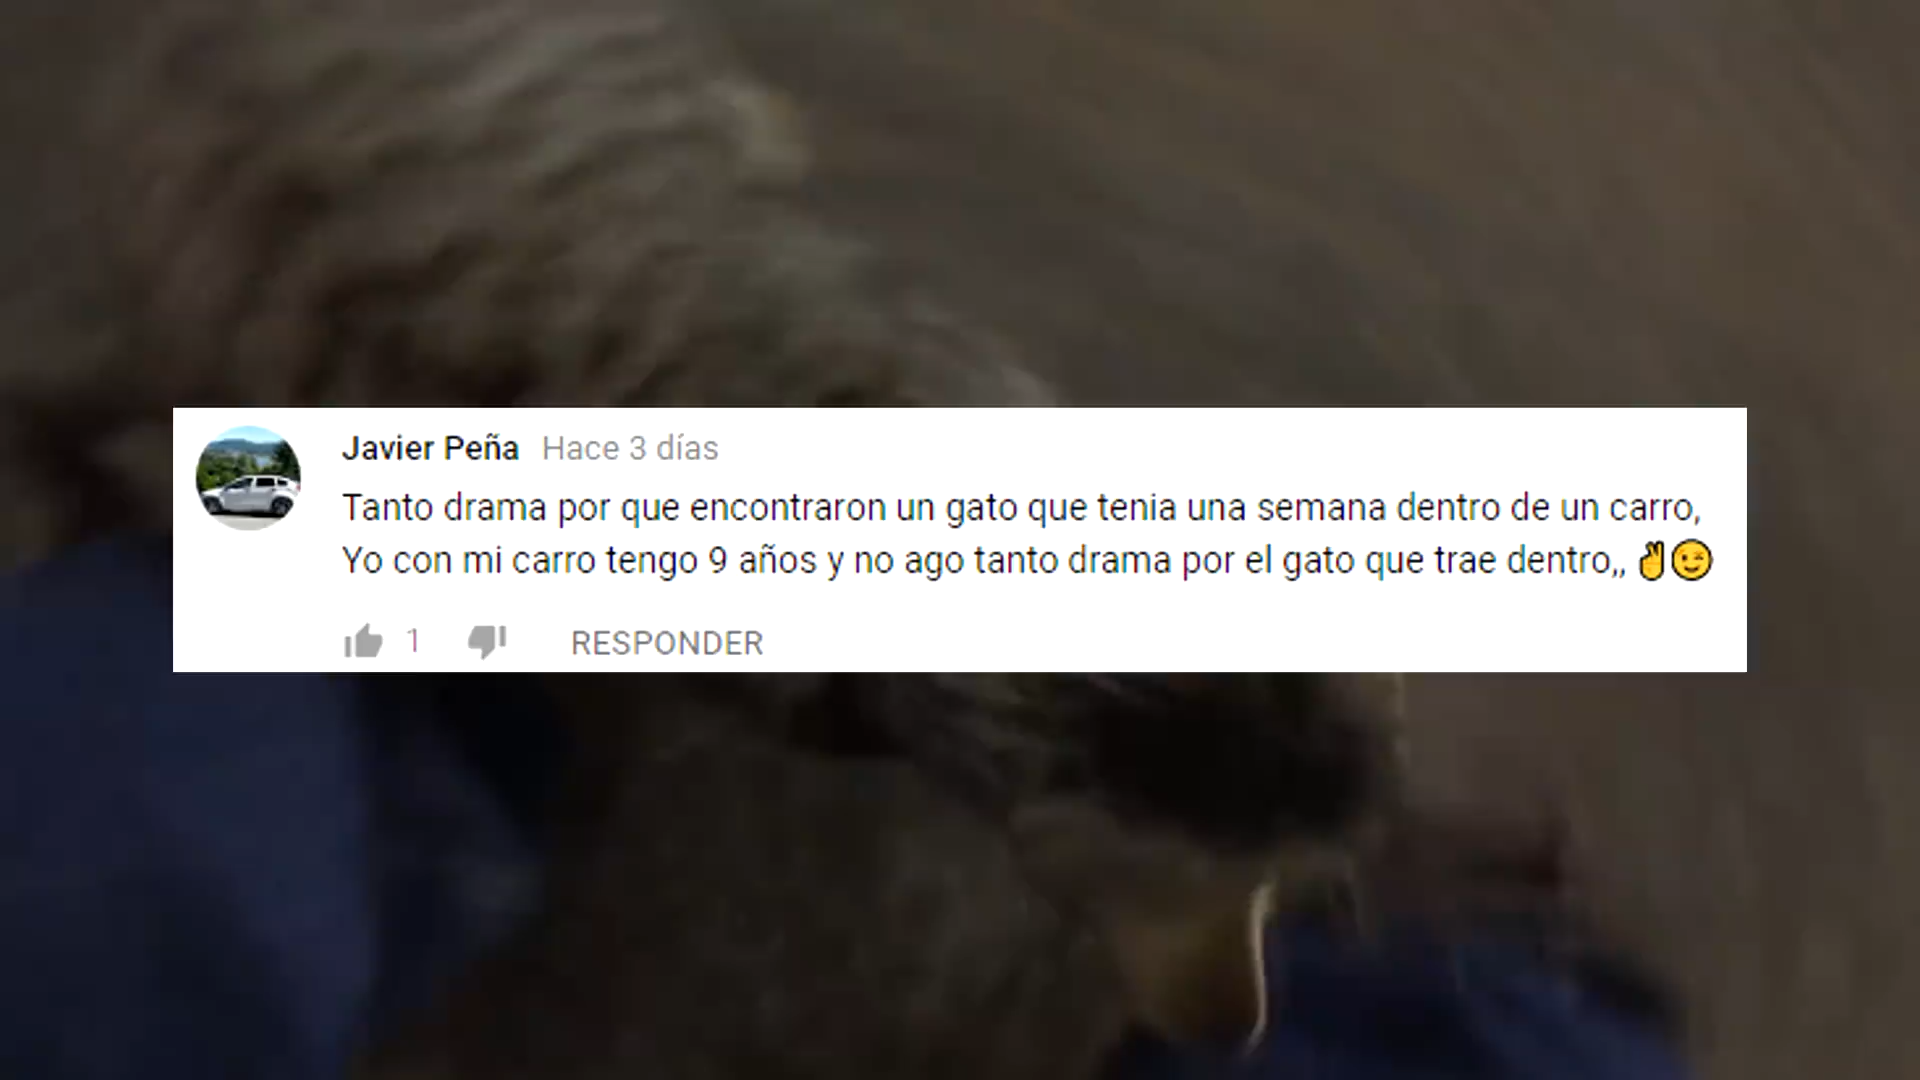 Javier Peña Hace 3 días
Tanto drama por que encontraron un gato que tenia una semana dentro de un carro,
Yo con mi carro tengo 9 años y no ago tanto drama por el gato que trae dentro,, ✌😉
1 RESPONDER